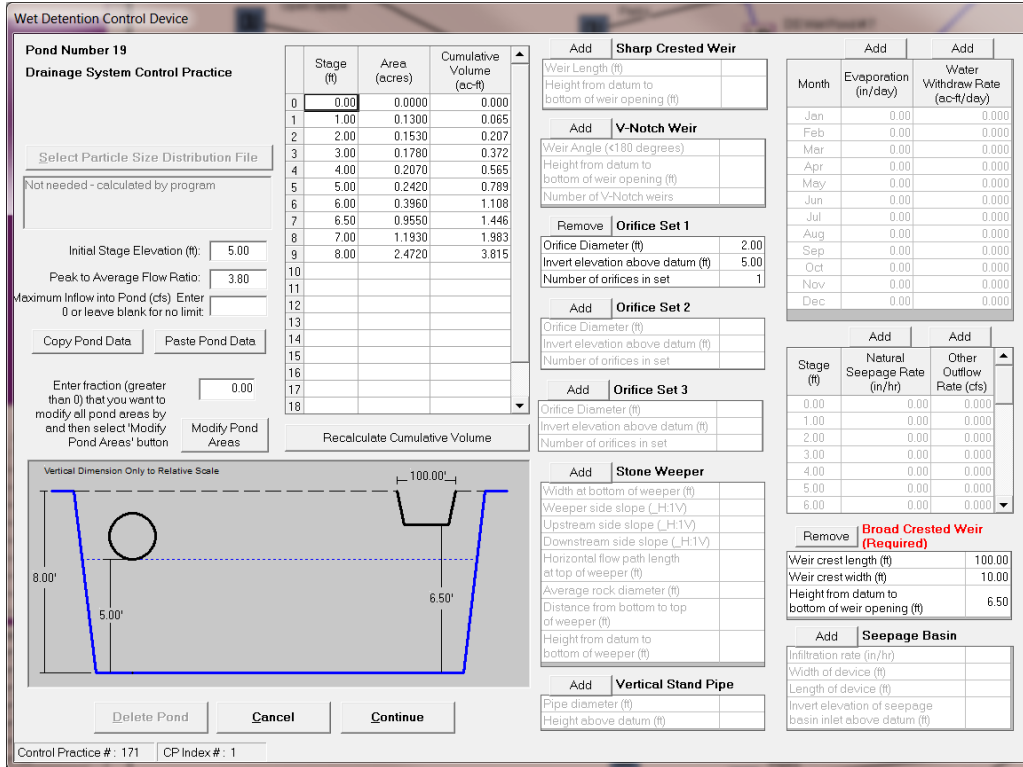 Wet Detention Control Device
Pond Number 19
Drainage System Control Practice
Select Particle Size Distribution File
Not needed - calculated by program
Initial Stage Elevation (ft): 5.00
Peak to Average Flow Ratio: 3.80
Maximum Inflow into Pond (cfs) Enter
0 or leave blank for no limit:
Copy Pond Data Paste Pond Data
Enter fraction (greater
than 0) that you want to
modify all pond areas by
and then select 'Modify
Pond Areas' button
0.00
Modify Pond
Areas
Stage
(ft)
Area
(acres)
Cumulative
Volume
(ac-ft)
0 0.00 0.0000 0.000
1 1.00 0.1300 0.065
2 2.00 0.1530 0.207
3 3.00 0.1780 0.372
4 4.00 0.2070 0.565
5 5.00 0.2420 0.789
6 6.00 0.3960 1.108
7 6.50 0.9550 1.446
8 7.00 1.1930 1.983
9 8.00 2.4720 3.815
10
11
12
13
14
15
16
17
18
Recalculate Cumulative Volume
Vertical Dimension Only to Relative Scale
100.00'
8.00'
5.00'
6.50'
Delete Pond Cancel Continue
Control Practice # : 171 CP Index # : 1
Add Sharp Crested Weir
Weir Length (ft)
Height from datum to
bottom of weir opening (ft)
Add V-Notch Weir
Weir Angle (<180 degrees)
Height from datum to
bottom of weir opening (ft)
Number of V-Notch weirs
Remove Orifice Set 1
Orifice Diameter (ft) 2.00
Invert elevation above datum (ft) 5.00
Number of orifices in set 1
Add Orifice Set 2
Orifice Diameter (ft)
Invert elevation above datum (ft)
Number of orifices in set
Add Orifice Set 3
Orifice Diameter (ft)
Invert elevation above datum (ft)
Number of orifices in set
Add Stone Weeper
Width at bottom of weeper (ft)
Weeper side slope (_H:1V)
Upstream side slope (_H:1V)
Downstream side slope (_H:1V)
Horizontal flow path length
at top of weeper (ft)
Average rock diameter (ft)
Distance from bottom to top
of weeper (ft)
Height from datum to
bottom of weeper (ft)
Add Vertical Stand Pipe
Pipe diameter (ft)
Height above datum (ft)
Add Add
Month
Evaporation
(in/day)
Water
Withdraw Rate
(ac-ft/day)
Jan 0.00 0.000
Feb 0.00 0.000
Mar 0.00 0.000
Apr 0.00 0.000
May 0.00 0.000
Jun 0.00 0.000
Jul 0.00 0.000
Aug 0.00 0.000
Sep 0.00 0.000
Oct 0.00 0.000
Nov 0.00 0.000
Dec 0.00 0.000
Add Add
Stage
(ft)
Natural
Seepage Rate
(in/hr)
Other
Outflow
Rate (cfs)
0.00 0.00 0.000
1.00 0.00 0.000
2.00 0.00 0.000
3.00 0.00 0.000
4.00 0.00 0.000
5.00 0.00 0.000
6.00 0.00 0.000
Remove Broad Crested Weir
(Required)
Weir crest length (ft) 100.00
Weir crest width (ft) 10.00
Height from datum to
bottom of weir opening (ft) 6.50
Add Seepage Basin
Infiltration rate (in/hr)
Width of device (ft)
Length of device (ft)
Invert elevation of seepage
basin inlet above datum (ft)